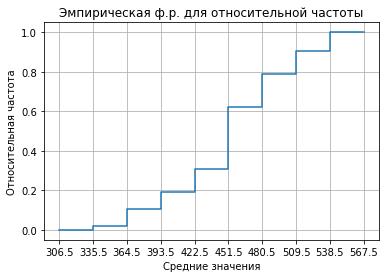 Эмпирическая ф.р. для относительной частоты
Относительная частота
1.0
0.8
0.6
0.4
0.2
0.0
306.5 335.5 364.5 393.5 422.5 451.5 480.5 509.5 538.5 567.5
Средние значения